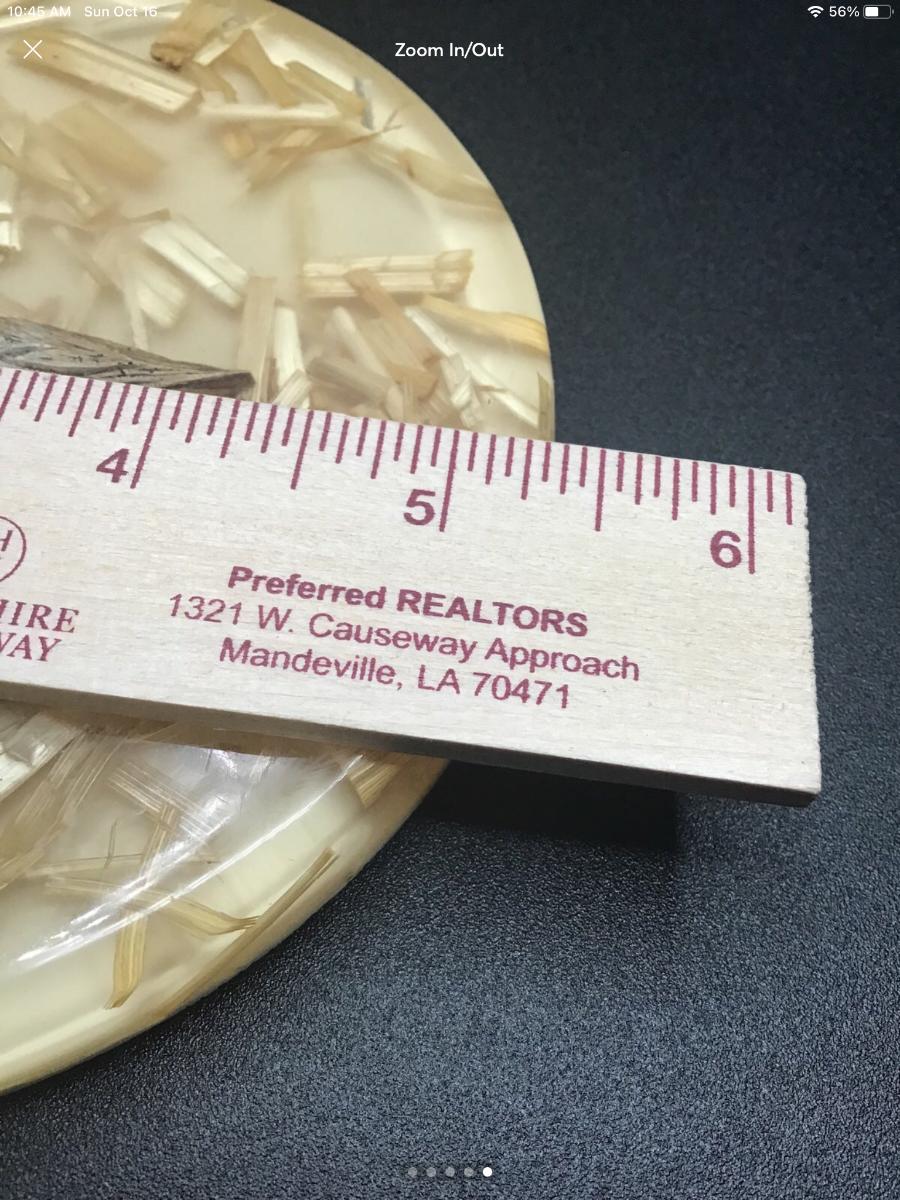 10:45 AM Sun Oct 16
56%
Zoom In/Out
4
5
6
H
HIRE
WAY
Preferred REALTORS
1321 W. Causeway Approach
Mandeville, LA 70471